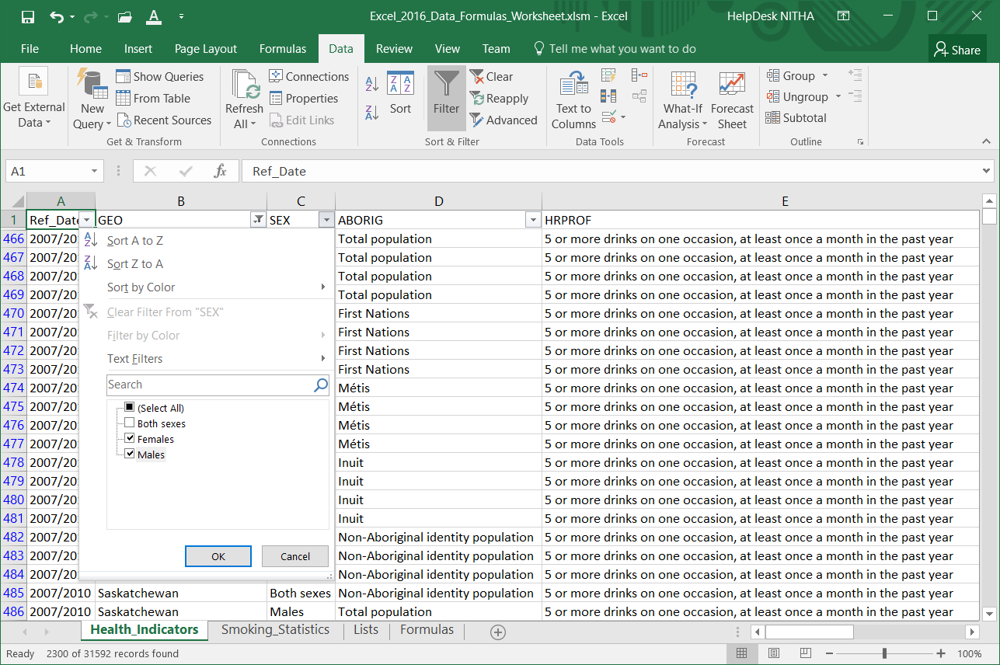 Excel_2016_Data_Formulas_Worksheet.xlsm - Excel
HelpDesk NITHA
File Home Insert Page Layout Formulas Data Review View Team Tell me what you want to do Share
Get External Data
New Query
Show Queries
From Table
Recent Sources
Get & Transform
Refresh All
Connections
Properties
Edit Links
Connections
Sort
Filter
Clear
Reapply
Advanced
Sort & Filter
Text to Columns
Data Tools
What-If Analysis
Forecast Sheet
Forecast
Group
Ungroup
Subtotal
Outline
A1 fx Ref_Date
A B C D E
1 Ref_Date GEO SEX ABORIG HRPROF
466 2007/20 Total population 5 or more drinks on one occasion, at least once a month in the past year
467 2007/20 Total population 5 or more drinks on one occasion, at least once a month in the past year
468 2007/20 Total population 5 or more drinks on one occasion, at least once a month in the past year
469 2007/20 Total population 5 or more drinks on one occasion, at least once a month in the past year
470 2007/20 First Nations 5 or more drinks on one occasion, at least once a month in the past year
471 2007/20 First Nations 5 or more drinks on one occasion, at least once a month in the past year
472 2007/20 First Nations 5 or more drinks on one occasion, at least once a month in the past year
473 2007/20 First Nations 5 or more drinks on one occasion, at least once a month in the past year
474 2007/20 Métis 5 or more drinks on one occasion, at least once a month in the past year
475 2007/20 Métis 5 or more drinks on one occasion, at least once a month in the past year
476 2007/20 Métis 5 or more drinks on one occasion, at least once a month in the past year
477 2007/20 Métis 5 or more drinks on one occasion, at least once a month in the past year
478 2007/20 Inuit 5 or more drinks on one occasion, at least once a month in the past year
479 2007/20 Inuit 5 or more drinks on one occasion, at least once a month in the past year
480 2007/20 Inuit 5 or more drinks on one occasion, at least once a month in the past year
481 2007/20 Inuit 5 or more drinks on one occasion, at least once a month in the past year
482 2007/20 Non-Aboriginal identity population 5 or more drinks on one occasion, at least once a month in the past year
483 2007/20 Non-Aboriginal identity population 5 or more drinks on one occasion, at least once a month in the past year
484 2007/20 Non-Aboriginal identity population 5 or more drinks on one occasion, at least once a month in the past year
485 2007/2010 Saskatchewan Both sexes Non-Aboriginal identity population 5 or more drinks on one occasion, at least once a month in the past year
486 2007/2010 Saskatchewan Males Total population 5 or more drinks on one occasion, at least once a month in the past year
Sort A to Z
Sort Z to A
Sort by Color
Clear Filter From "SEX"
Filter by Color
Text Filters
Search
(Select All)
Both sexes
Females
Males
OK Cancel
Health_Indicators Smoking_Statistics Lists Formulas
Ready 2300 of 31592 records found 100%